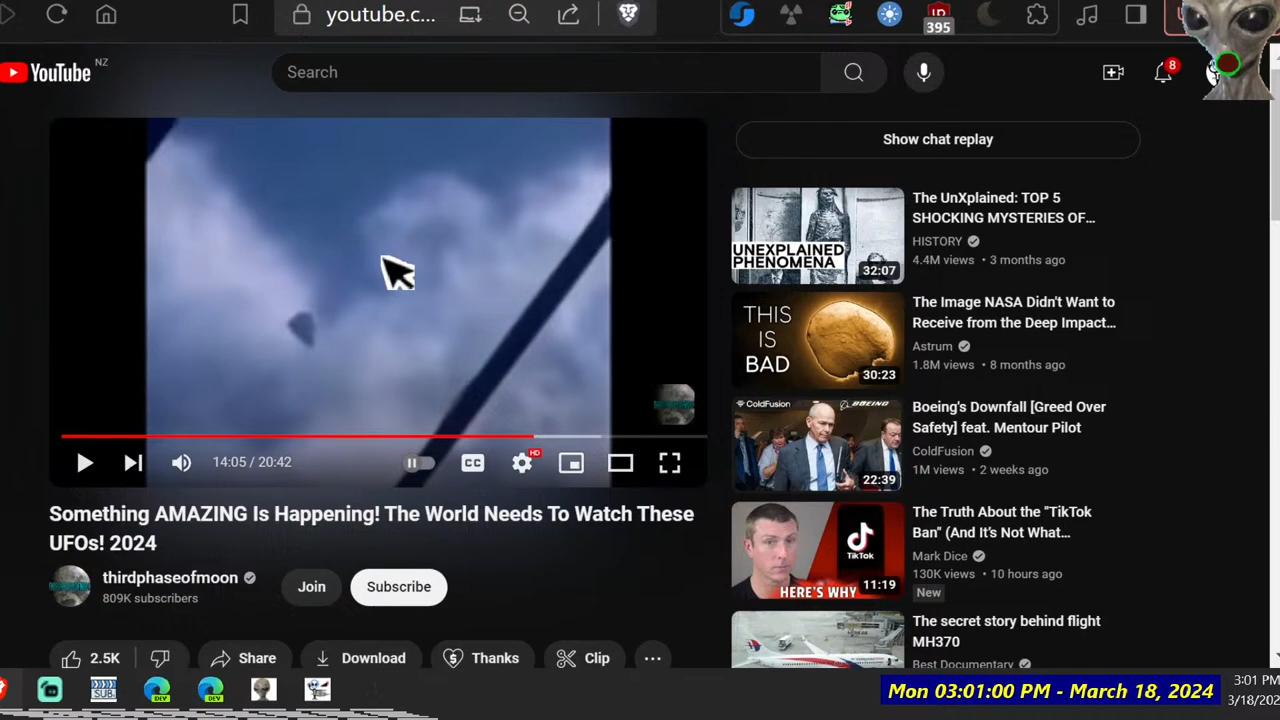 youtube.c...
395
YouTube NZ
Search
8
Show chat replay
The UnXplained: TOP 5
SHOCKING MYSTERIES OF...
HISTORY
4.4M views • 3 months ago
UNEXPLAINED
PHENOMENA
32:07
The Image NASA Didn't Want to
Receive from the Deep Impact...
Astrum
1.8M views • 8 months ago
THIS
IS
BAD
30:23
Boeing's Downfall [Greed Over
Safety] feat. Mentour Pilot
ColdFusion
1M views • 2 weeks ago
ColdFusion
BOEING
22:39
The Truth About the "TikTok
Ban" (And It's Not What...
Mark Dice
130K views • 10 hours ago
New
TikTok
HERE'S WHY
11:19
The secret story behind flight
MH370
Best Documentary
14:05 / 20:42
CC
HD
Something AMAZING Is Happening! The World Needs To Watch These
UFOs! 2024
thirdphaseofmoon
809K subscribers
Join
Subscribe
2.5K
Share
Download
Thanks
Clip
SUB
DEV
DEV
Mon 03:01:00 PM - March 18, 2024
3:01 PM
3/18/202